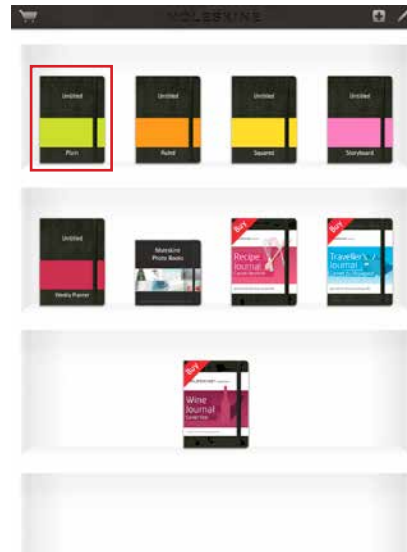 MOLESKINE
Untitled
Untitled
Untitled
Untitled
Plain
Ruled
Squared
Storyboard
Untitled
Weekly Planner
Moleskine
Photo Books
Buy
Recipe
Journal
Buy
Traveller's
Journal
Buy
Wine
Journal